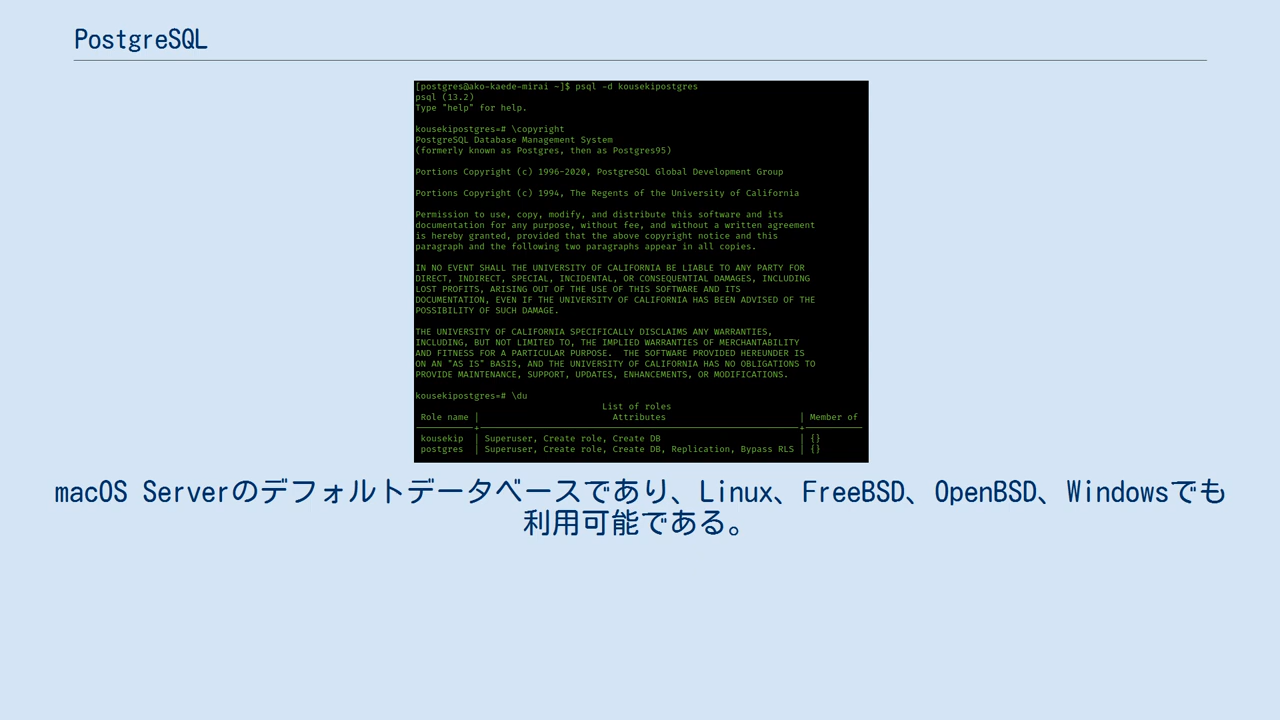 PostgreSQL
[postgres@ako-kaede-mirai ~]$ psql -d kousekipostgres
psql (13.2)
Type "help" for help.
kousekipostgres=# \copyright
PostgreSQL Database Management System
(formerly known as Postgres, then as Postgres95)
Portions Copyright (c) 1996-2020, PostgreSQL Global Development Group
Portions Copyright (c) 1994, The Regents of the University of California
Permission to use, copy, modify, and distribute this software and its
documentation for any purpose, without fee, and without a written agreement
is hereby granted, provided that the above copyright notice and this
paragraph and the following two paragraphs appear in all copies.
IN NO EVENT SHALL THE UNIVERSITY OF CALIFORNIA BE LIABLE TO ANY PARTY FOR
DIRECT, INDIRECT, SPECIAL, INCIDENTAL, OR CONSEQUENTIAL DAMAGES, INCLUDING
LOST PROFITS, ARISING OUT OF THE USE OF THIS SOFTWARE AND ITS
DOCUMENTATION, EVEN IF THE UNIVERSITY OF CALIFORNIA HAS BEEN ADVISED OF THE
POSSIBILITY OF SUCH DAMAGE.
THE UNIVERSITY OF CALIFORNIA SPECIFICALLY DISCLAIMS ANY WARRANTIES,
INCLUDING, BUT NOT LIMITED TO, THE IMPLIED WARRANTIES OF MERCHANTABILITY
AND FITNESS FOR A PARTICULAR PURPOSE.  THE SOFTWARE PROVIDED HEREUNDER IS
ON AN "AS IS" BASIS, AND THE UNIVERSITY OF CALIFORNIA HAS NO OBLIGATIONS TO
PROVIDE MAINTENANCE, SUPPORT, UPDATES, ENHANCEMENTS, OR MODIFICATIONS.
kousekipostgres=# \du
List of roles
Role name | Attributes | Member of
kousekip | Superuser, Create role, Create DB | {}
postgres | Superuser, Create role, Create DB, Replication, Bypass RLS | {}
macOS Serverのデフォルトデータベースであり、Linux、FreeBSD、OpenBSD、Windowsでも
利用可能である。